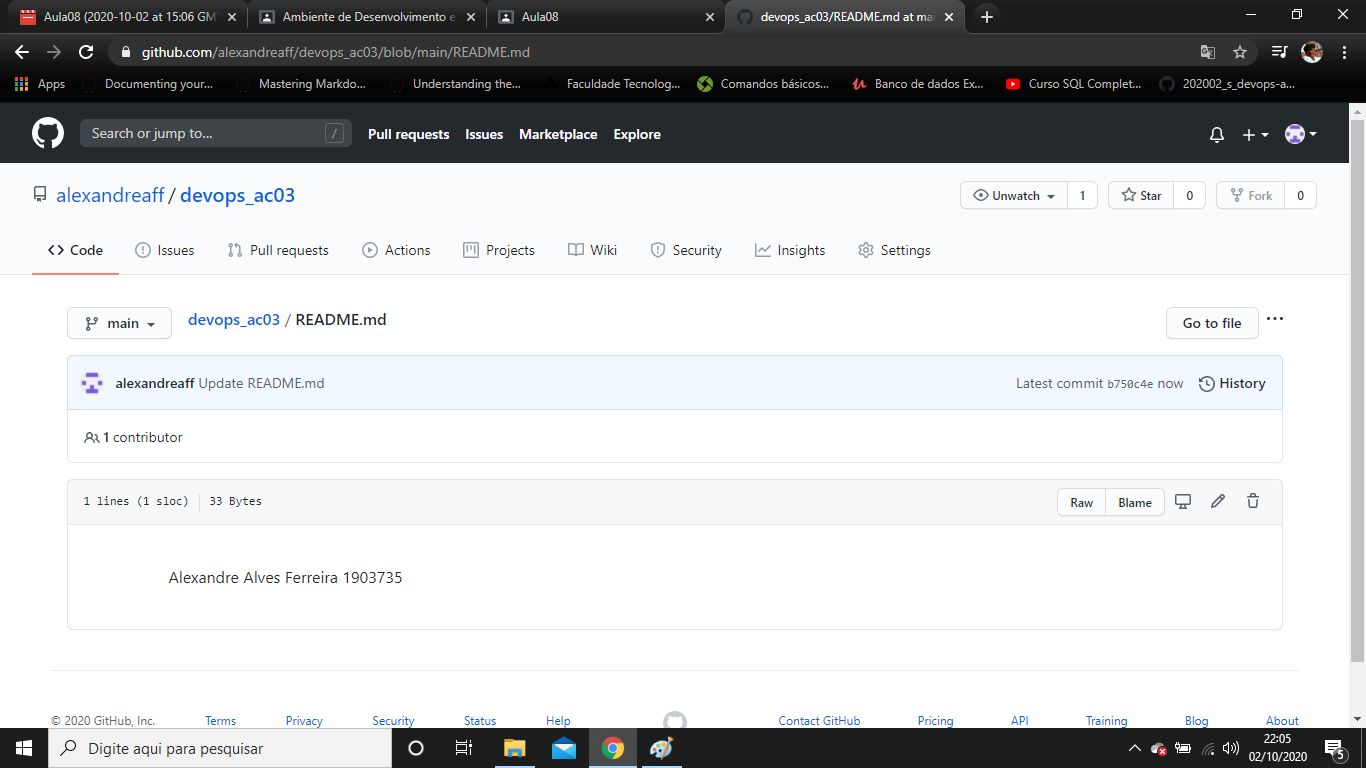 Aula08 (2020-10-02 at 15:06 GM
Ambiente de Desenvolvimento e
Aula08
devops_ac03/README.md at mai
github.com/alexandreaff/devops_ac03/blob/main/README.md
Apps
Documenting your...
Mastering Markdo...
Understanding the...
Faculdade Tecnolog...
Comandos básicos...
Banco de dados Ex...
Curso SQL Complet...
202002_s_devops-a...
Search or jump to...
/
Pull requests
Issues
Marketplace
Explore
alexandreaff / devops_ac03
Unwatch
1
Star
0
Fork
0
Code
Issues
Pull requests
Actions
Projects
Wiki
Security
Insights
Settings
main
devops_ac03 / README.md
Go to file
alexandreaff Update README.md
Latest commit b750c4e now
History
1 contributor
1 lines (1 sloc)
33 Bytes
Raw
Blame
Alexandre Alves Ferreira 1903735
© 2020 GitHub, Inc.
Terms
Privacy
Security
Status
Help
Contact GitHub
Pricing
API
Training
Blog
About
Digite aqui para pesquisar
22:05
02/10/2020
5